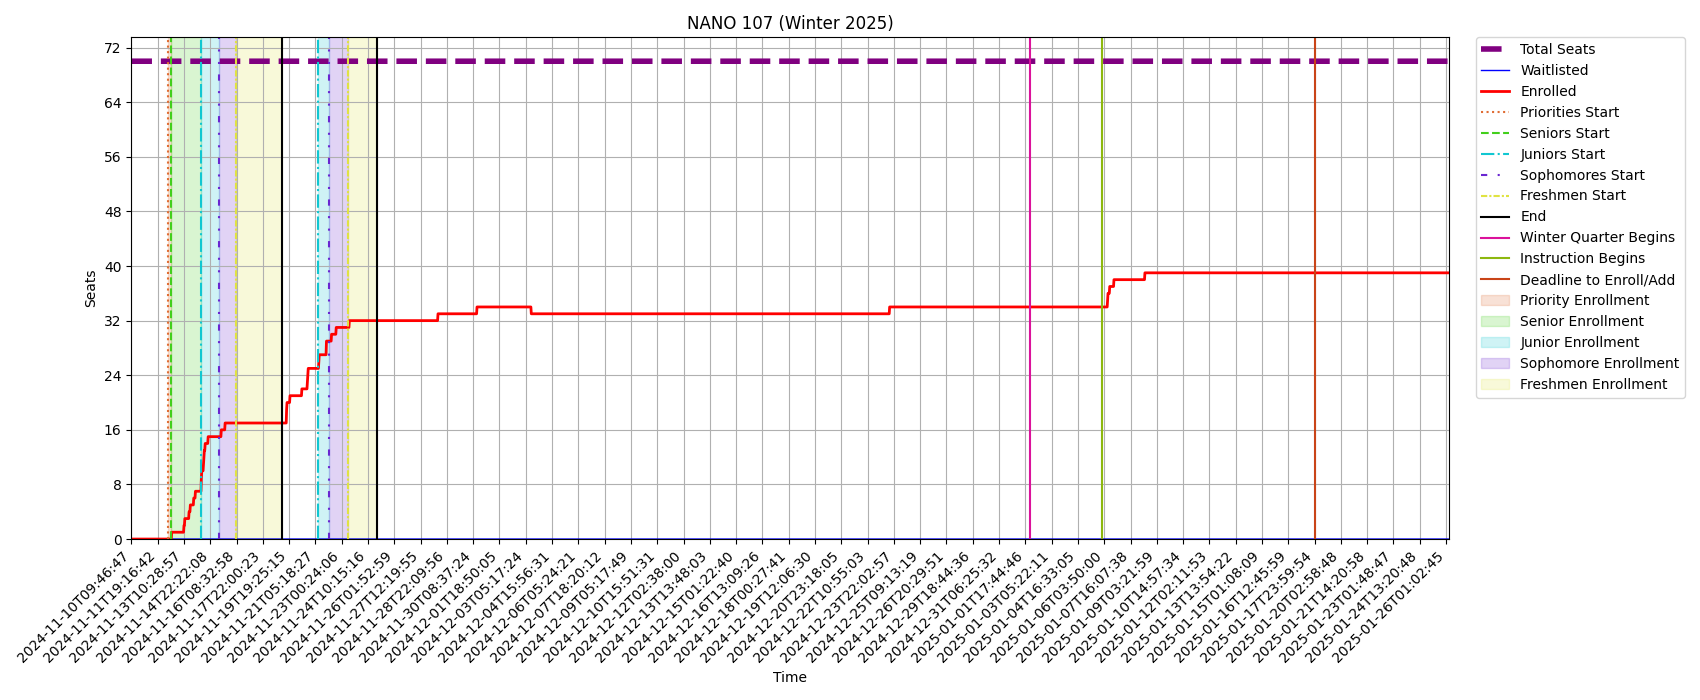 NANO 107 (Winter 2025)
72
64
56
48
40
32
24
16
8
0
Seats
2024-11-10T09:46:47
2024-11-11T19:16:42
2024-11-13T10:28:57
2024-11-14T22:22:08
2024-11-16T08:32:58
2024-11-17T22:00:23
2024-11-19T19:25:15
2024-11-21T05:18:27
2024-11-23T00:24:06
2024-11-24T10:15:16
2024-11-26T01:52:59
2024-11-27T12:19:55
2024-11-28T22:09:56
2024-11-30T08:37:24
2024-12-01T18:50:05
2024-12-03T05:17:24
2024-12-04T15:56:31
2024-12-06T05:24:21
2024-12-07T18:20:12
2024-12-09T05:17:49
2024-12-10T15:51:31
2024-12-12T02:38:00
2024-12-13T13:48:03
2024-12-15T01:22:40
2024-12-16T13:09:26
2024-12-18T00:27:41
2024-12-19T12:06:30
2024-12-20T23:18:05
2024-12-22T10:55:03
2024-12-23T22:02:57
2024-12-25T09:13:19
2024-12-26T20:29:51
2024-12-29T18:44:36
2024-12-31T06:25:32
2025-01-01T17:44:46
2025-01-03T05:22:11
2025-01-04T16:33:05
2025-01-06T03:50:00
2025-01-07T16:07:38
2025-01-09T03:21:59
2025-01-10T14:57:34
2025-01-12T02:11:53
2025-01-13T13:54:22
2025-01-15T01:08:09
2025-01-16T12:45:59
2025-01-17T23:59:54
2025-01-20T02:58:48
2025-01-21T14:20:58
2025-01-23T01:48:47
2025-01-24T13:20:48
2025-01-26T01:02:45
Time
Total Seats
Waitlisted
Enrolled
Priorities Start
Seniors Start
Juniors Start
Sophomores Start
Freshmen Start
End
Winter Quarter Begins
Instruction Begins
Deadline to Enroll/Add
Priority Enrollment
Senior Enrollment
Junior Enrollment
Sophomore Enrollment
Freshmen Enrollment